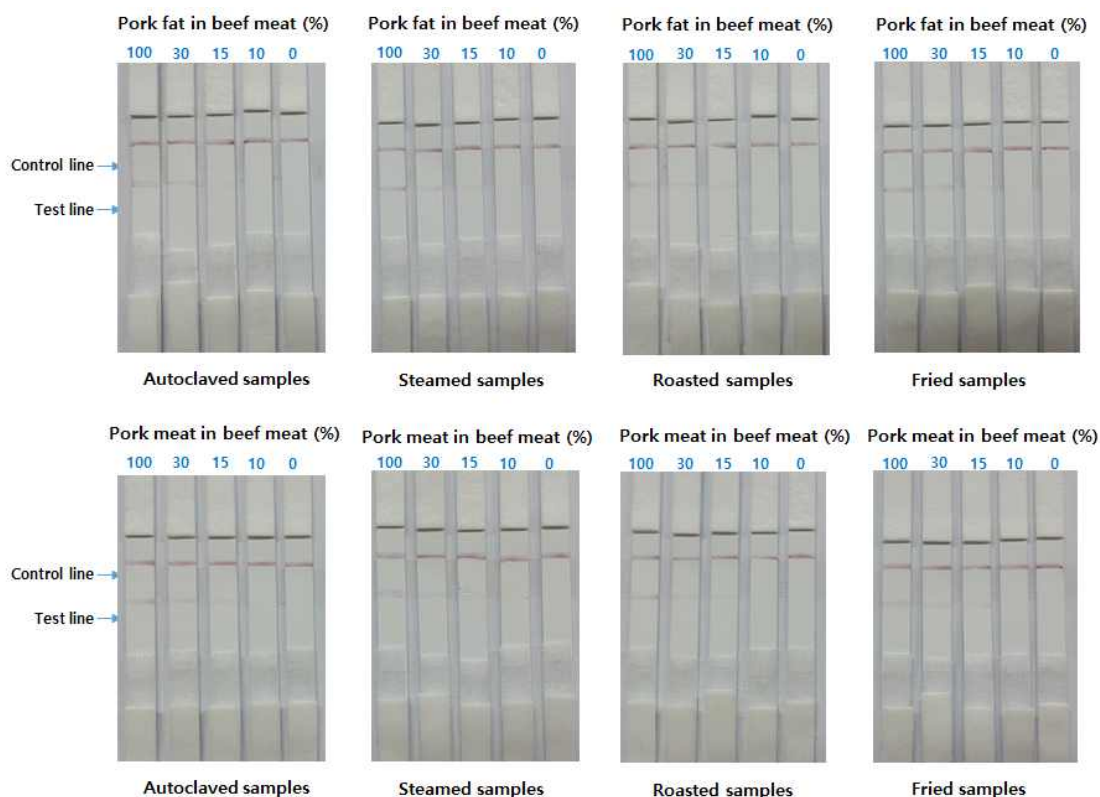 Pork fat in beef meat (%) Pork fat in beef meat (%) Pork fat in beef meat (%) Pork fat in beef meat (%)
100 30 15 10 0 100 30 15 10 0 100 30 15 10 0 100 30 15 10 0
Control line
Test line
Autoclaved samples Steamed samples Roasted samples Fried samples
Pork meat in beef meat (%) Pork meat in beef meat (%) Pork meat in beef meat (%) Pork meat in beef meat (%)
100 30 15 10 0 100 30 15 10 0 100 30 15 10 0 100 30 15 10 0
Control line
Test line
Autoclaved samples Steamed samples Roasted samples Fried samples